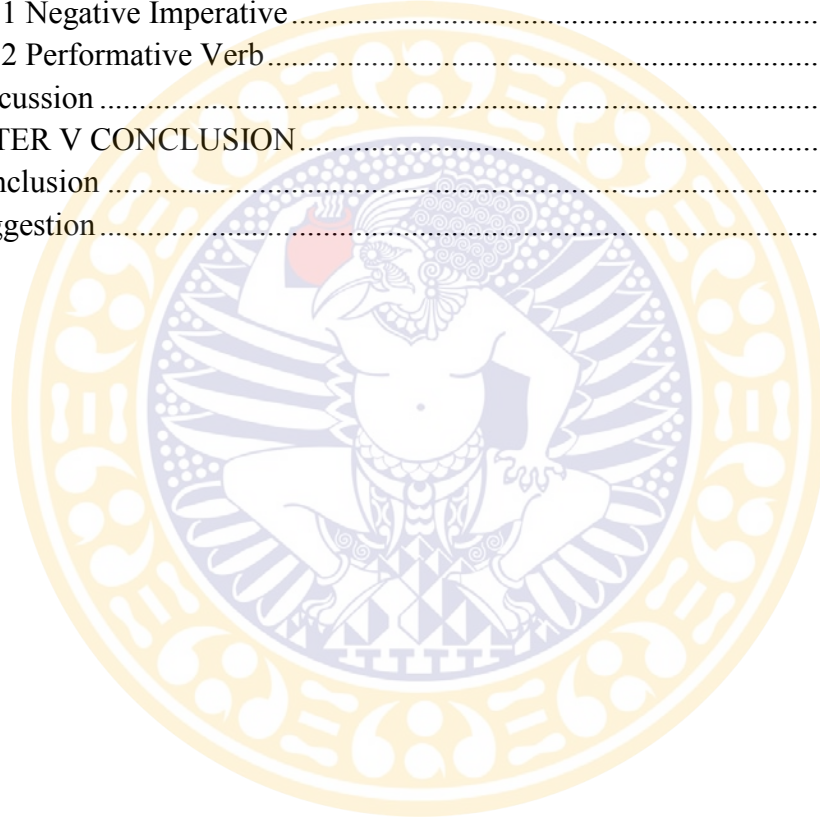 1 Negative Imperative........................................................................
2 Performative Verb...........................................................................
cussion ................................................................................................
TER V CONCLUSION.......................................................................
nclusion ...............................................................................................
ggestion................................................................................................